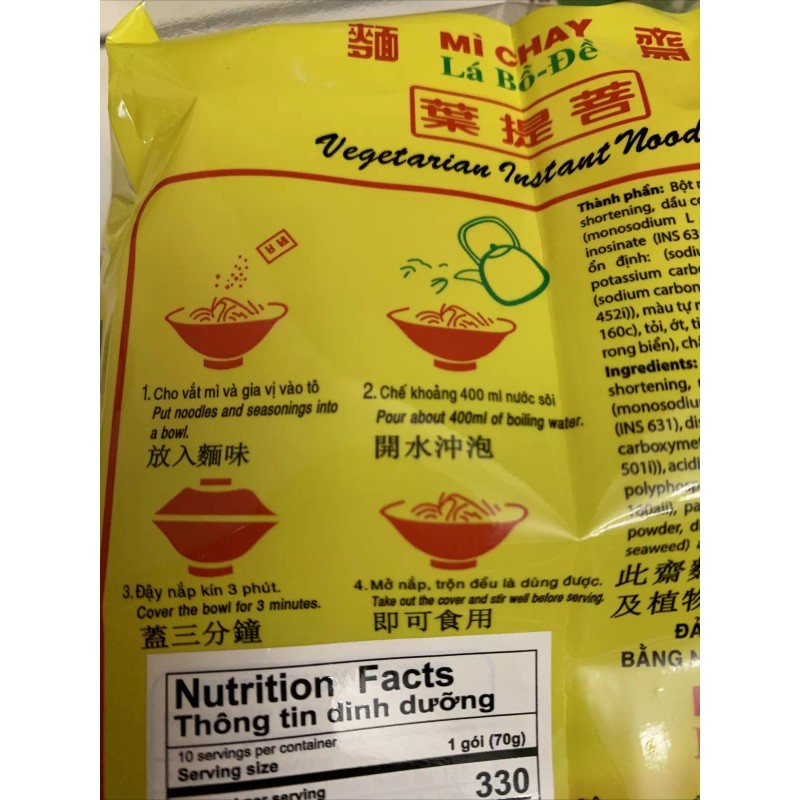 麵 齋
MÌ CHAY
Lá Bồ-Đề
葉提菩
Vegetarian Instant Nood
1. Cho vắt mì và gia vị vào tô
Put noodles and seasonings into
a bowl.
放入麵味
2. Chế khoảng 400 ml nước sôi
Pour about 400ml of boiling water.
開水沖泡
3. Đậy nắp kín 3 phút.
Cover the bowl for 3 minutes.
蓋三分鐘
4. Mở nắp, trộn đều là dùng được.
Take out the cover and stir well before serving.
即可食用
Thành phần: Bột
shortening, dầu
(monosodium L
inosinate (INS 63
ổn định: (sodiu
potassium carb
(sodium carbon
452i)), màu tự
160c), tỏi, ớt,
rong biển),
Ingredients:
shortening,
(monosodiu
(INS 631),
carboxyme
501i)), acidi
polyphosp
160aii), pa
powder,
seaweed)
此齋麵
及植物
BẰNG
Nutrition Facts
Thông tin dinh dưỡng
10 servings per container
Serving size 1 gói (70g)
per serving 330